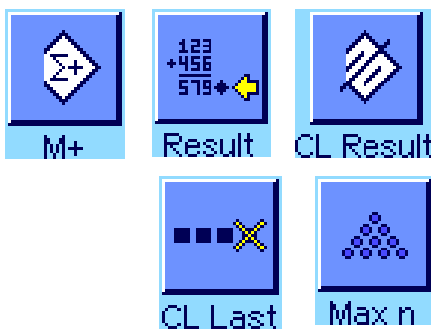 Σ+
M+
123
+456
579*
Result
CL Result
CL Last
Max n